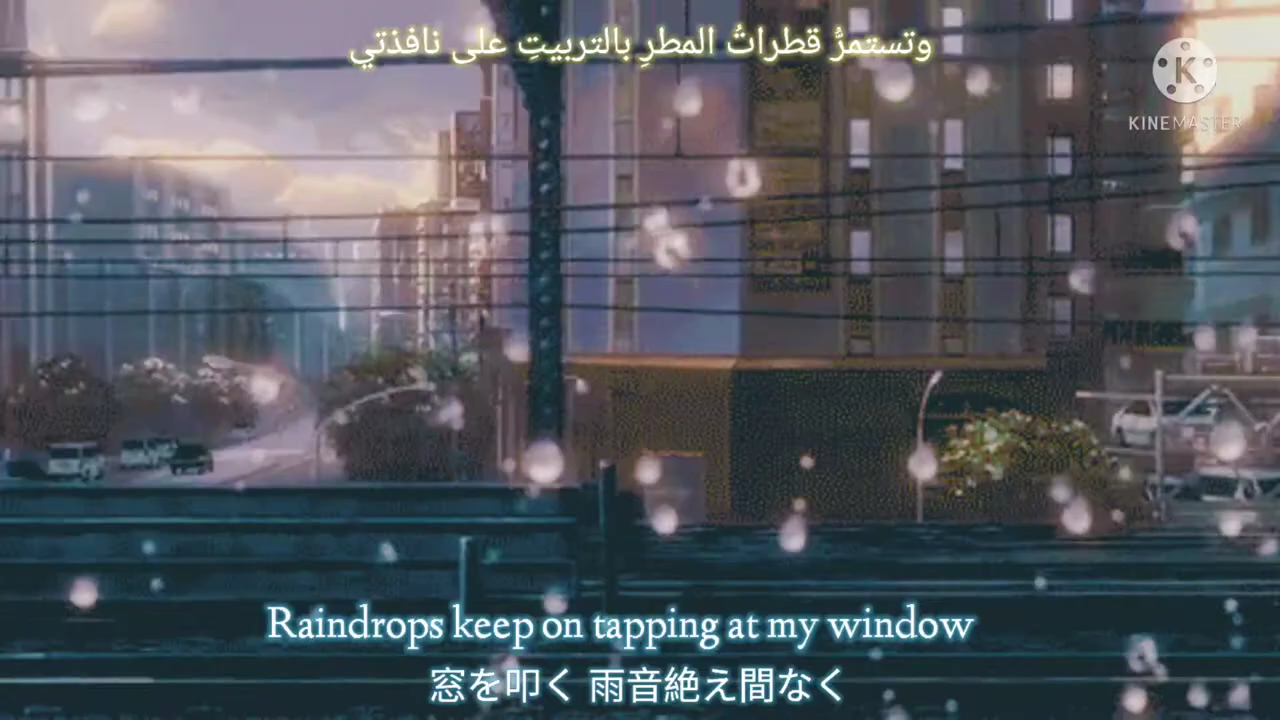 وتستمرُّ قطراتُ المطرِ بالتربيتِ على نافذتي
KINEMASTER
Raindrops keep on tapping at my window
窓を叩く 雨音絶え間なく